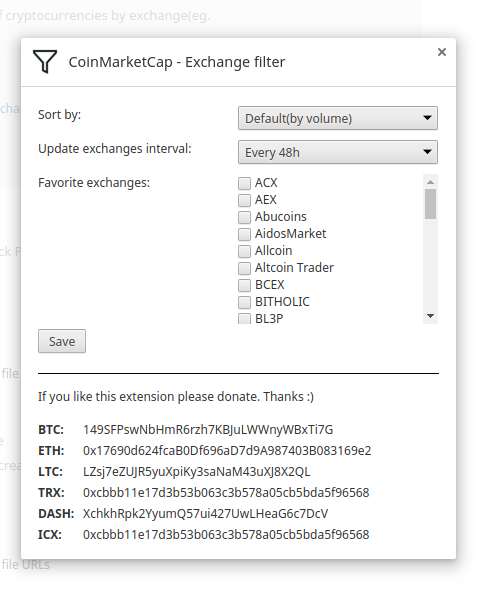 f cryptocurrencies by exchange(eg.
CoinMarketCap - Exchange filter
Sort by:
Default(by volume)
Update exchanges interval:
Every 48h
Favorite exchanges:
ACX
AEX
Abucoins
AidosMarket
Allcoin
Altcoin Trader
BCEX
BITHOLIC
BL3P
Save
If you like this extension please donate. Thanks :)
BTC: 149SFPswNbHmR6rzh7KBJuLWWnyWBxTi7G
ETH: 0x17690d624fcaB0Df696aD7d9A987403B083169e2
LTC: LZsj7eZUJR5yuXpiKy3saNaM43uXJ8X2QL
TRX: 0xcbbb11e17d3b53b063c3b578a05cb5bda5f96568
DASH: XchkhRpk2YyumQ57ui427UwLHeaG6c7DcV
ICX: 0xcbbb11e17d3b53b063c3b578a05cb5bda5f96568
file
file URLs